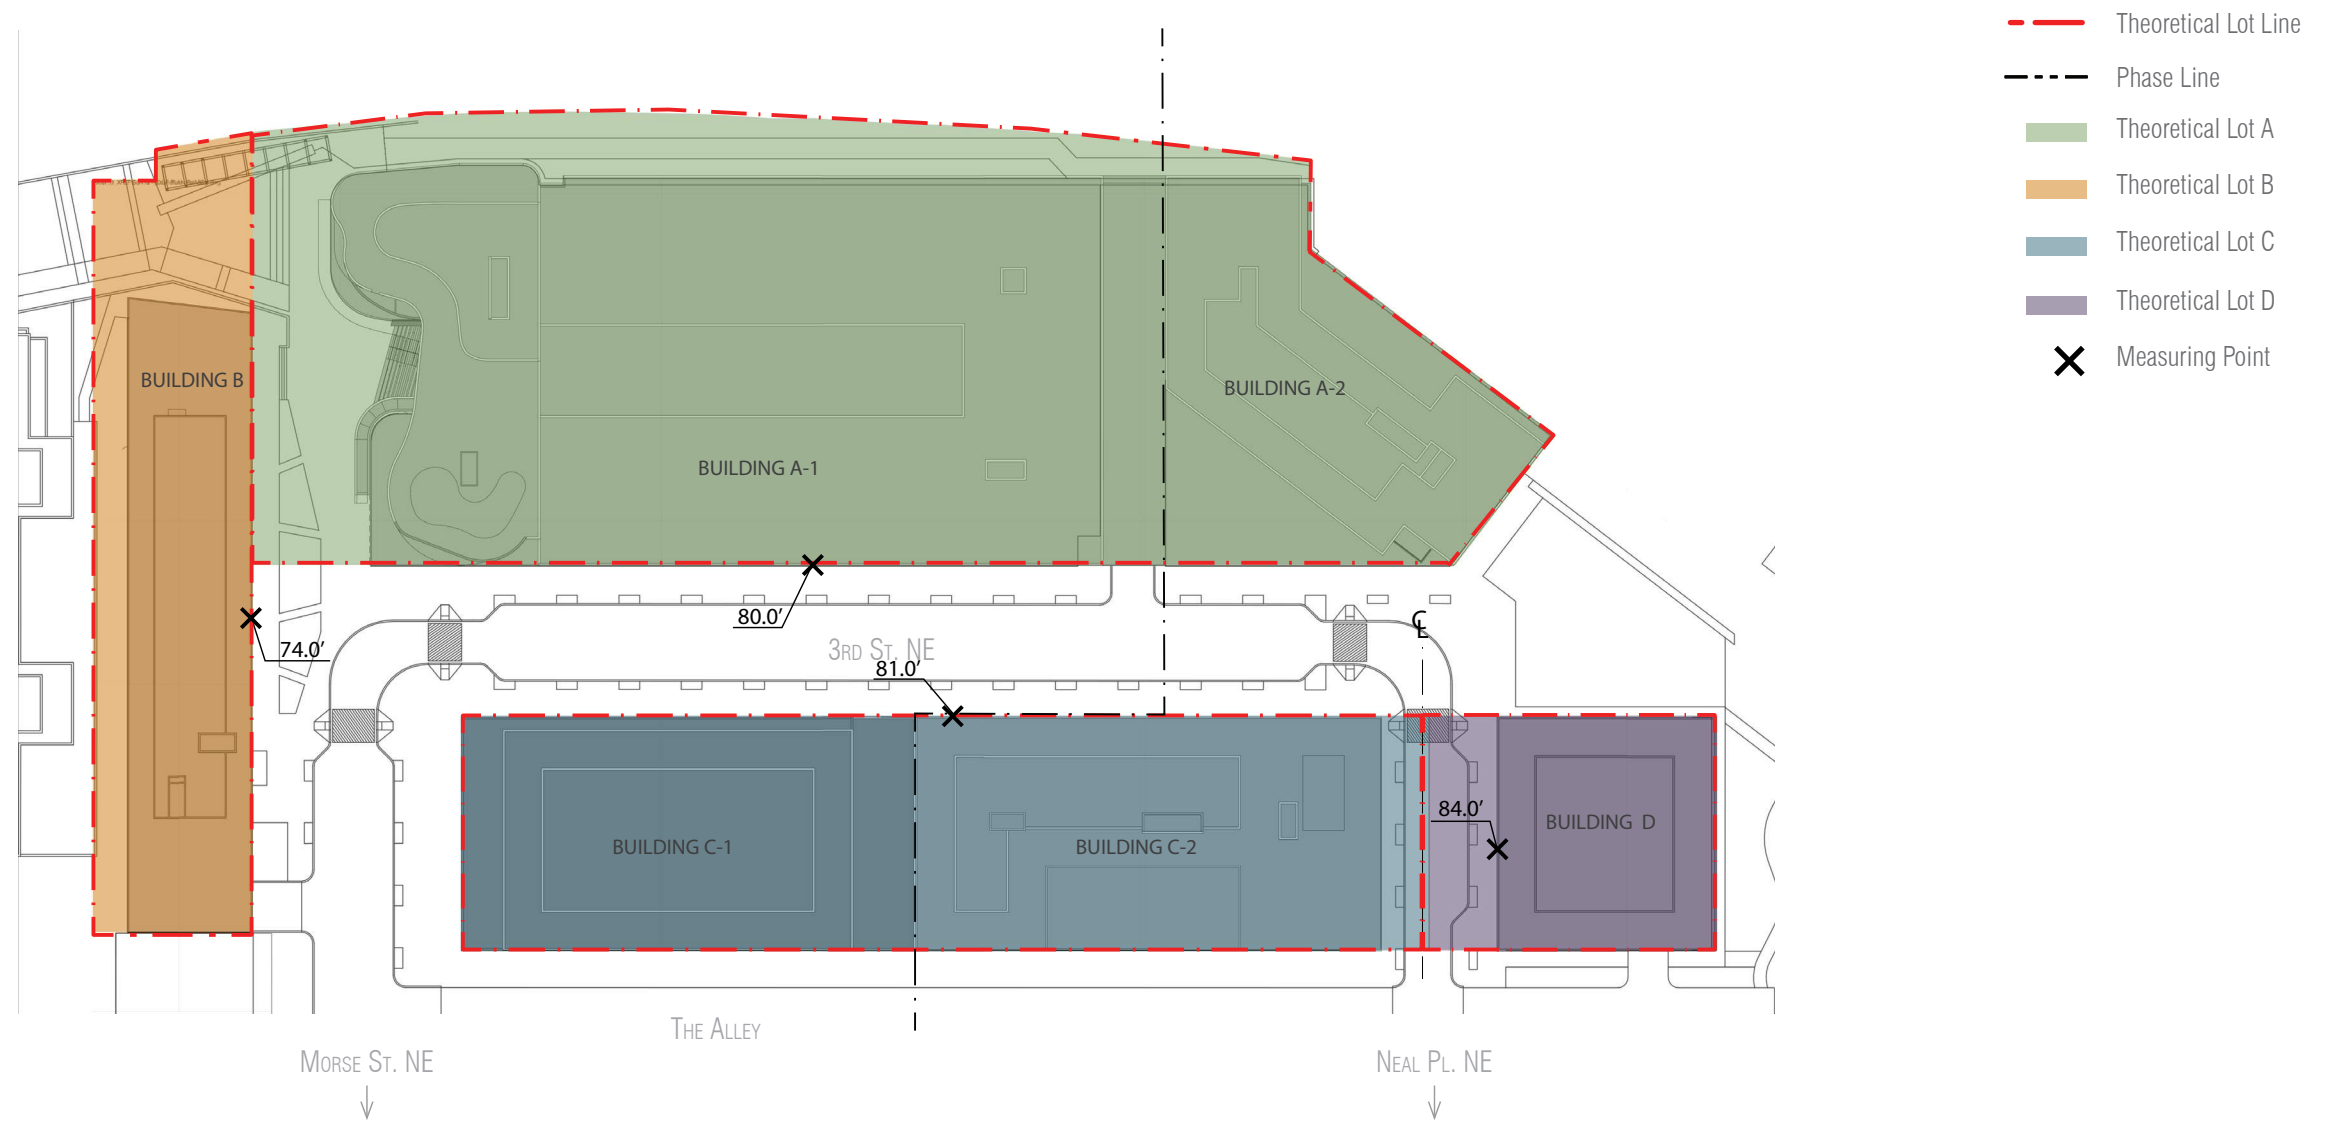 Theoretical Lot Line
Phase Line
Theoretical Lot A
Theoretical Lot B
Theoretical Lot C
Theoretical Lot D
Measuring Point
BUILDING B
BUILDING A-2
BUILDING A-1
80.0'
74.0'
3RD ST. NE
81.0'
84.0'
BUILDING D
BUILDING C-1
BUILDING C-2
THE ALLEY
MORSE ST. NE
NEAL PL. NE